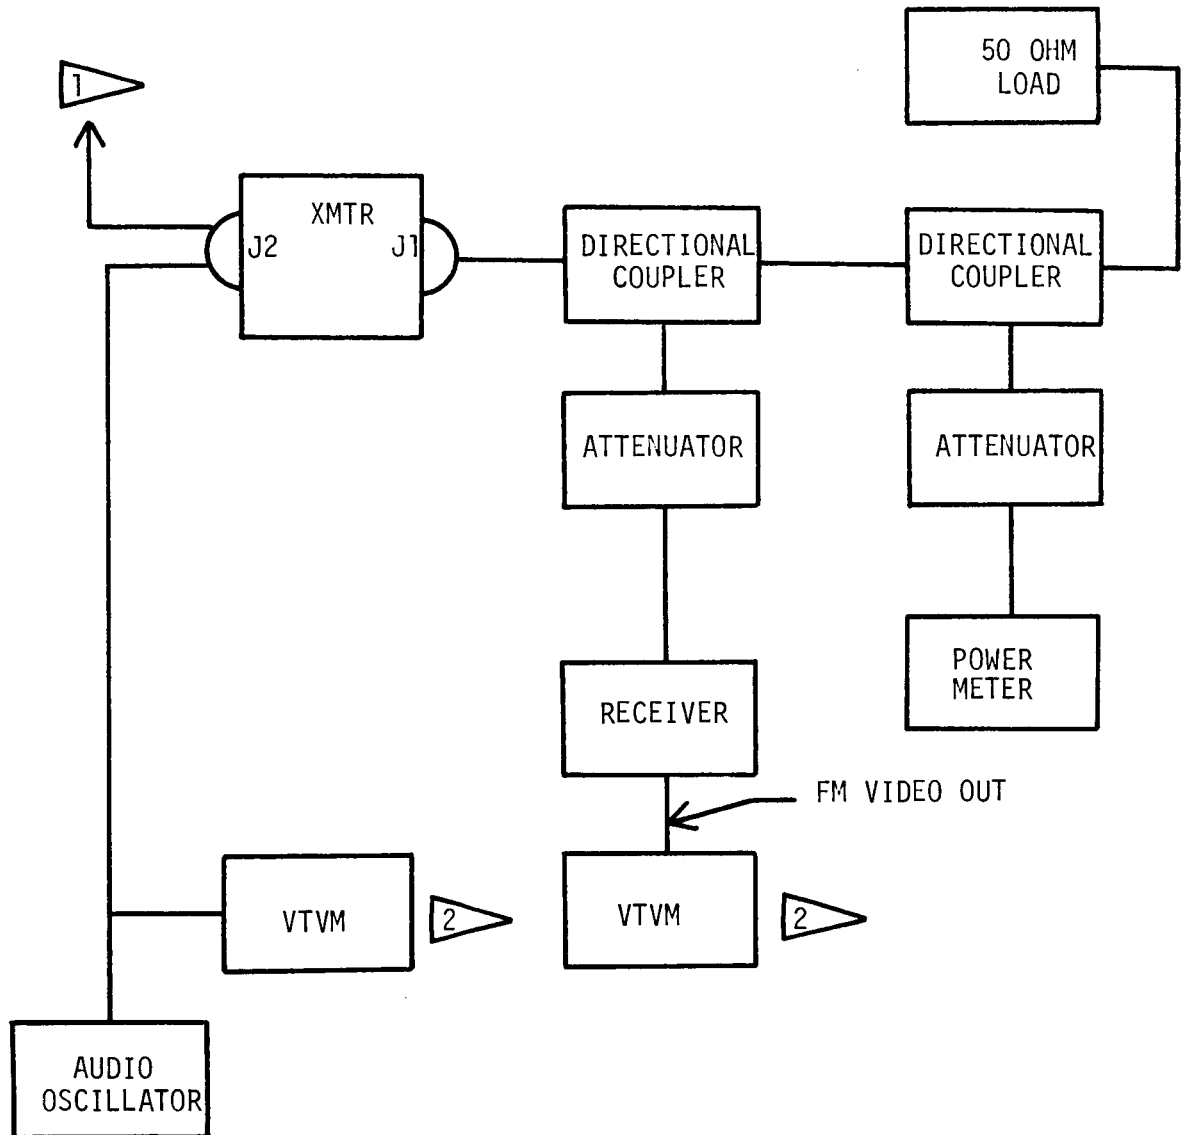 50 OHM
LOAD
1
XMTR
J2
J1
DIRECTIONAL
COUPLER
DIRECTIONAL
COUPLER
ATTENUATOR
ATTENUATOR
RECEIVER
POWER
METER
FM VIDEO OUT
VTVM
2
VTVM
2
AUDIO
OSCILLATOR